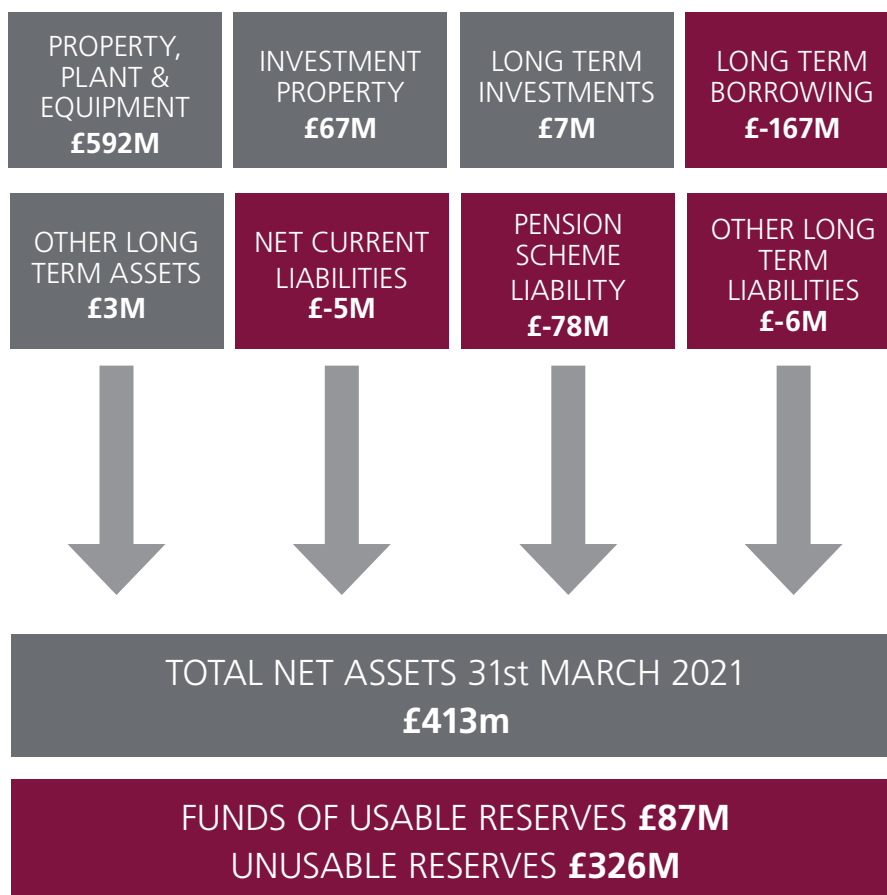 PROPERTY,
PLANT &
EQUIPMENT
£592M
INVESTMENT
PROPERTY
£67M
LONG TERM
INVESTMENTS
£7M
LONG TERM
BORROWING
£-167M
OTHER LONG
TERM ASSETS
£3M
NET CURRENT
LIABILITIES
£-5M
PENSION
SCHEME
LIABILITY
£-78M
OTHER LONG
TERM
LIABILITIES
£-6M
TOTAL NET ASSETS 31st MARCH 2021
£413m
FUNDS OF USABLE RESERVES £87M
UNUSABLE RESERVES £326M